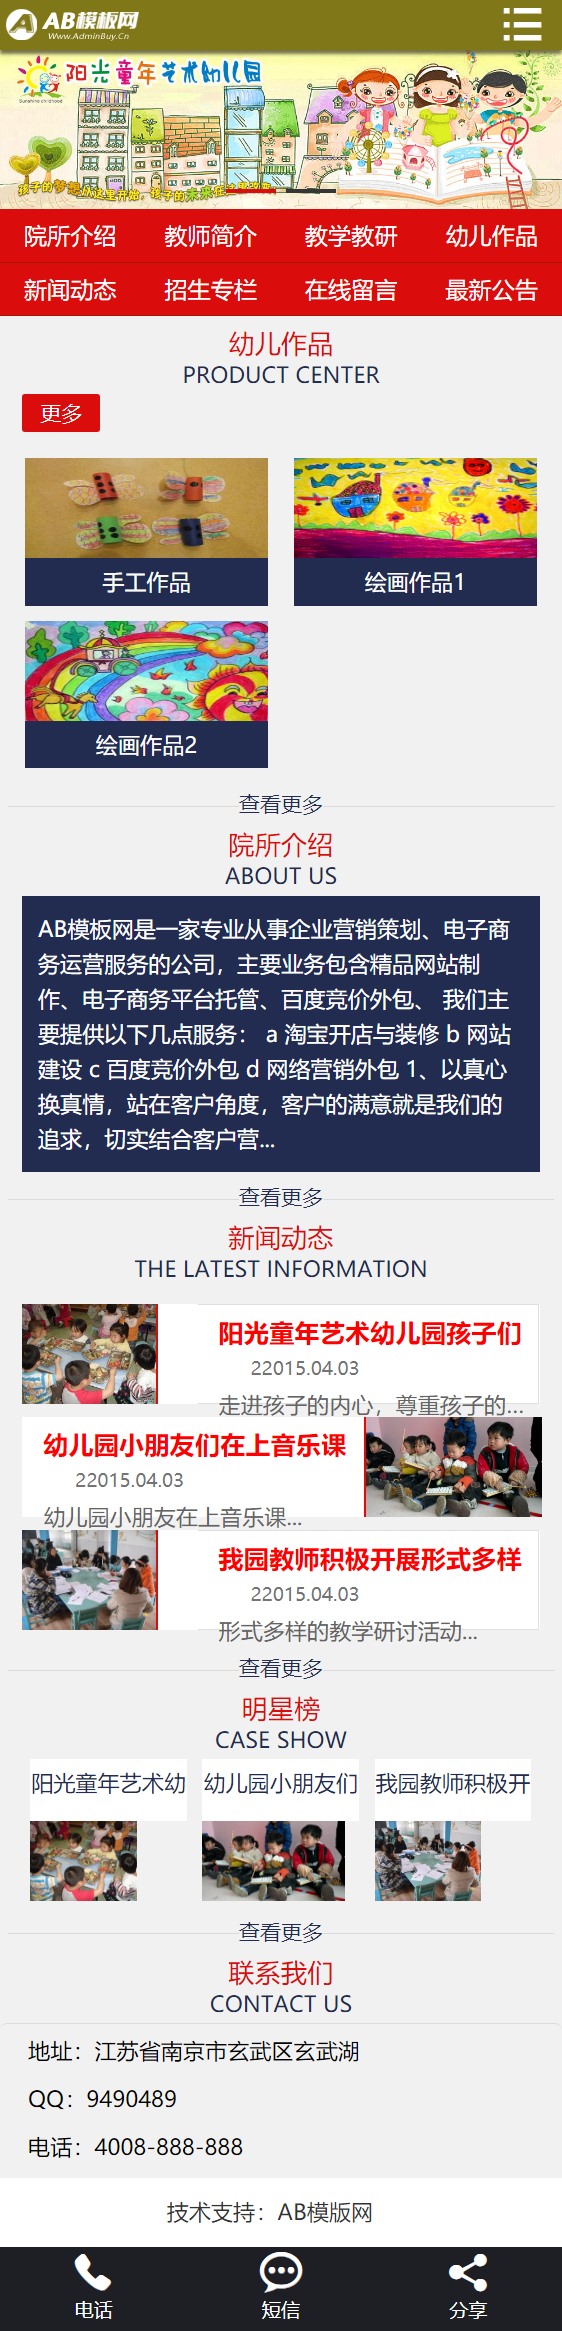 AB模板网
Www.AdminBuy.Cn
阳光童年艺术幼儿园
Sunshine childhood
孩子的梦想从这里开始，孩子的未来在
院所介绍 教师简介 教学教研 幼儿作品
新闻动态 招生专栏 在线留言 最新公告
幼儿作品
PRODUCT CENTER
更多
手工作品 绘画作品1
绘画作品2
查看更多
院所介绍
ABOUT US
AB模板网是一家专业从事企业营销策划、电子商
务运营服务的公司，主要业务包含精品网站制
作、电子商务平台托管、百度竞价外包、 我们主
要提供以下几点服务： a 淘宝开店与装修 b 网站
建设 c 百度竞价外包 d 网络营销外包 1、以真心
换真情，站在客户角度，客户的满意就是我们的
追求，切实结合客户营...
查看更多
新闻动态
THE LATEST INFORMATION
阳光童年艺术幼儿园孩子们
22015.04.03
走进孩子的内心，尊重孩子的...
幼儿园小朋友们在上音乐课
22015.04.03
幼儿园小朋友在上音乐课...
我园教师积极开展形式多样
22015.04.03
形式多样的教学研讨活动...
查看更多
明星榜
CASE SHOW
阳光童年艺术幼 幼儿园小朋友们 我园教师积极开
查看更多
联系我们
CONTACT US
地址：江苏省南京市玄武区玄武湖
QQ：9490489
电话：4008-888-888
技术支持：AB模版网
电话 短信 分享